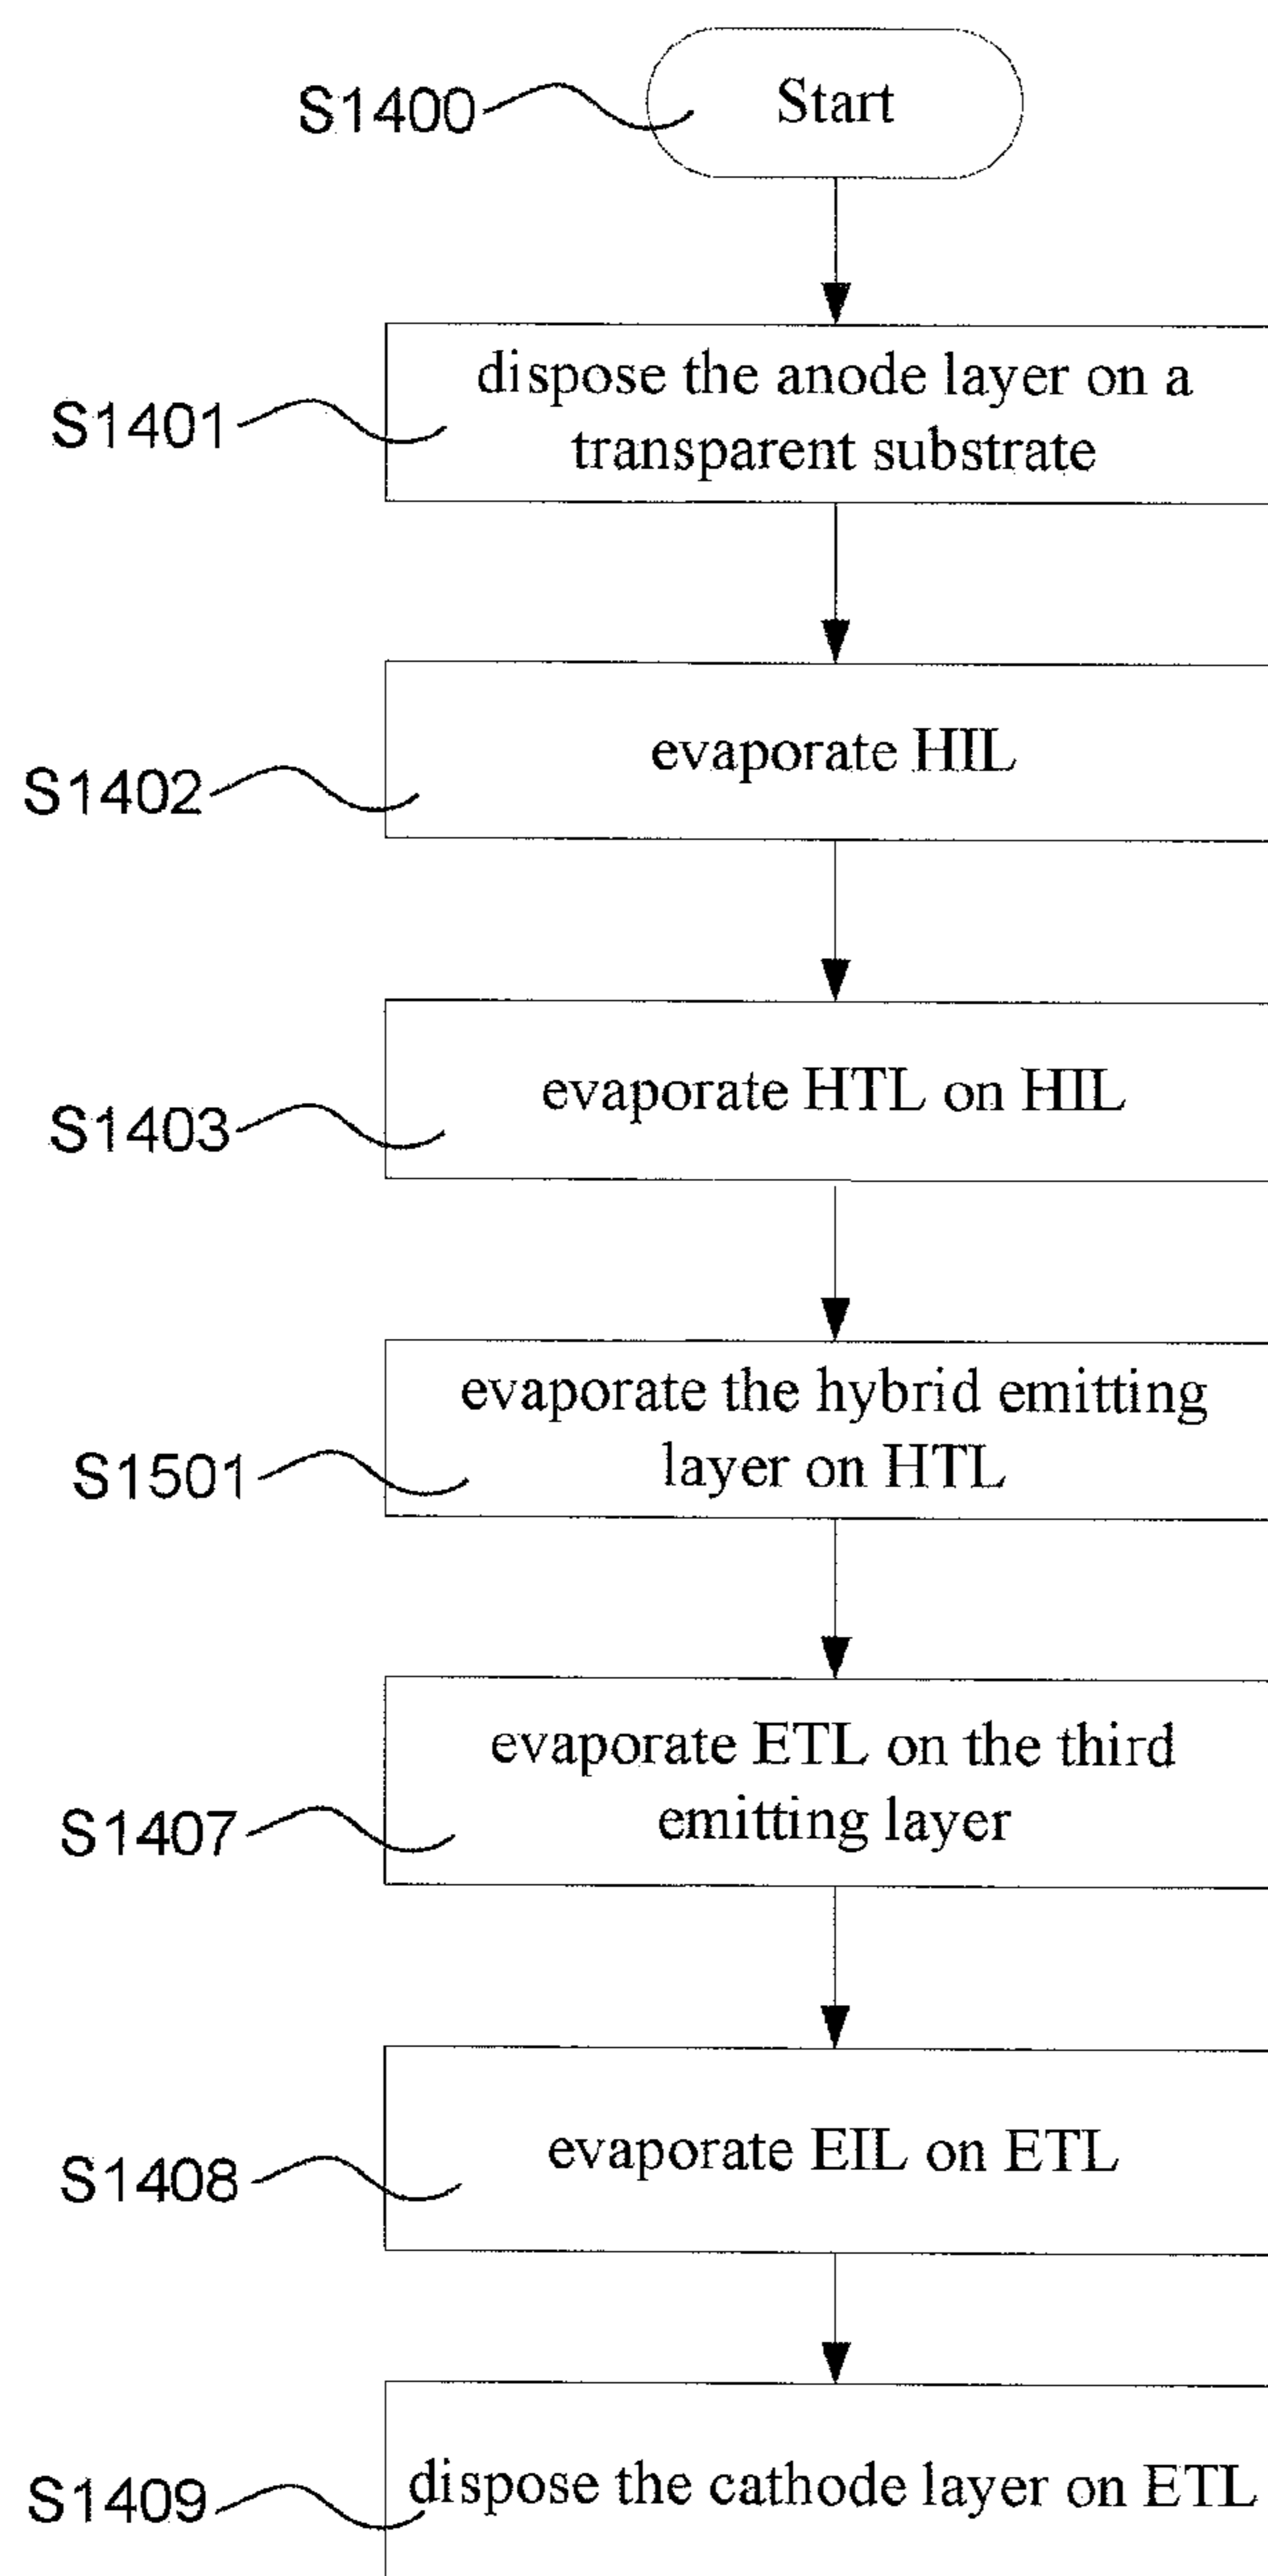 S1400
Start
S1401
dispose the anode layer on a
transparent substrate
S1402
evaporate HIL
S1403
evaporate HTL on HIL
S1501
evaporate the hybrid emitting
layer on HTL
S1407
evaporate ETL on the third
emitting layer
S1408
evaporate EIL on ETL
S1409
dispose the cathode layer on ETL